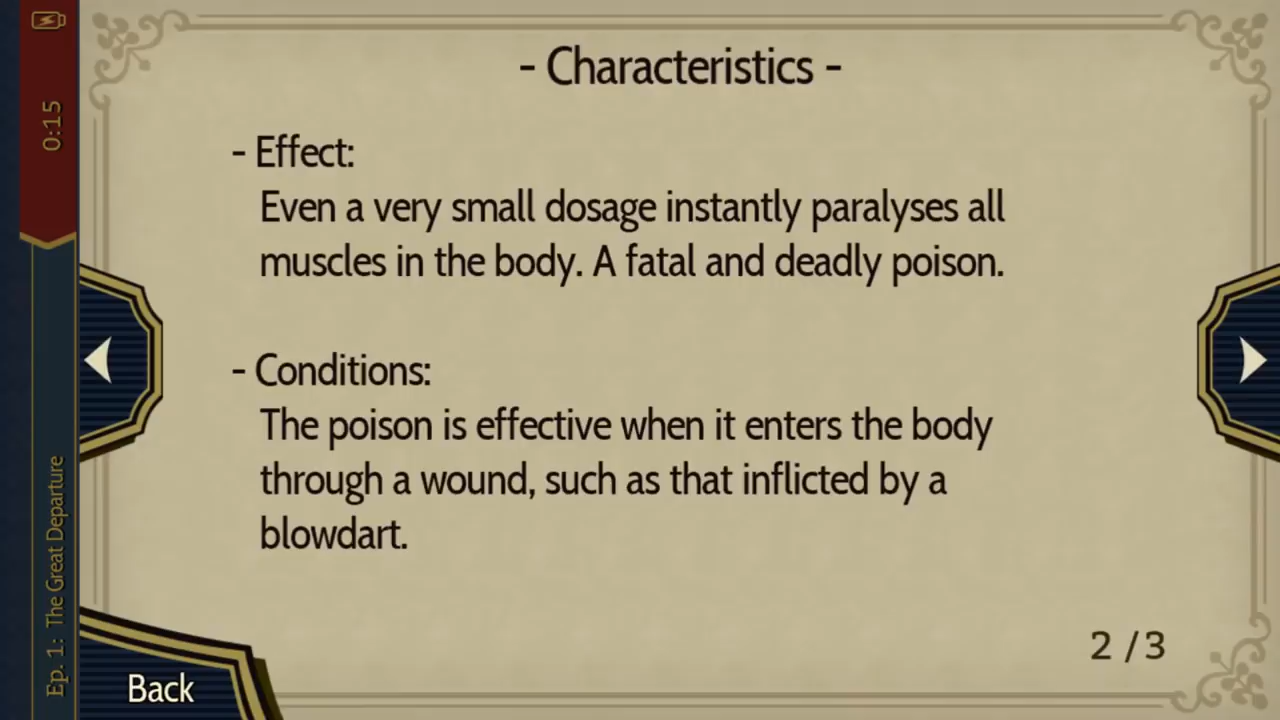 0:15
Ep. 1: The Great Departure
- Characteristics -
- Effect:
Even a very small dosage instantly paralyses all
muscles in the body. A fatal and deadly poison.
- Conditions:
The poison is effective when it enters the body
through a wound, such as that inflicted by a
blowdart.
2 / 3
Back